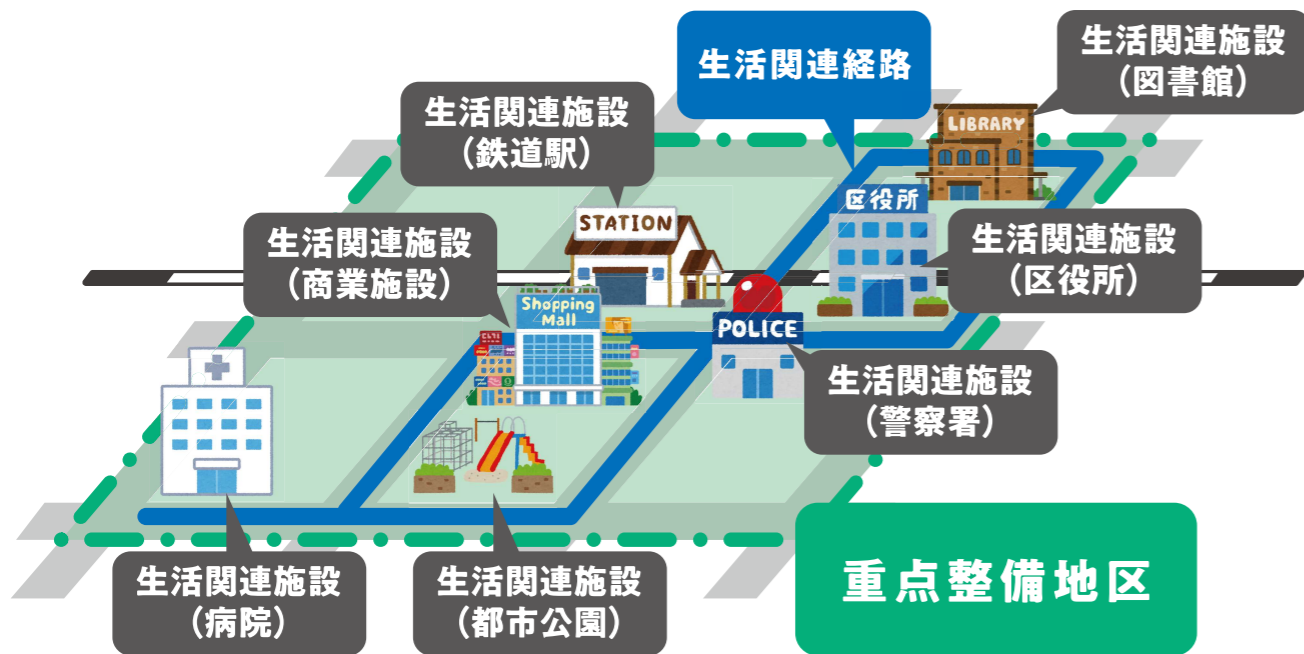 生活関連施設
(図書館)
生活関連経路
生活関連施設
(鉄道駅)
LIBRARY
区役所
STATION
生活関連施設
(商業施設)
生活関連施設
(区役所)
Shopping
Mall
POLICE
生活関連施設
(警察署)
重点整備地区
生活関連施設
(病院)
生活関連施設
(都市公園)